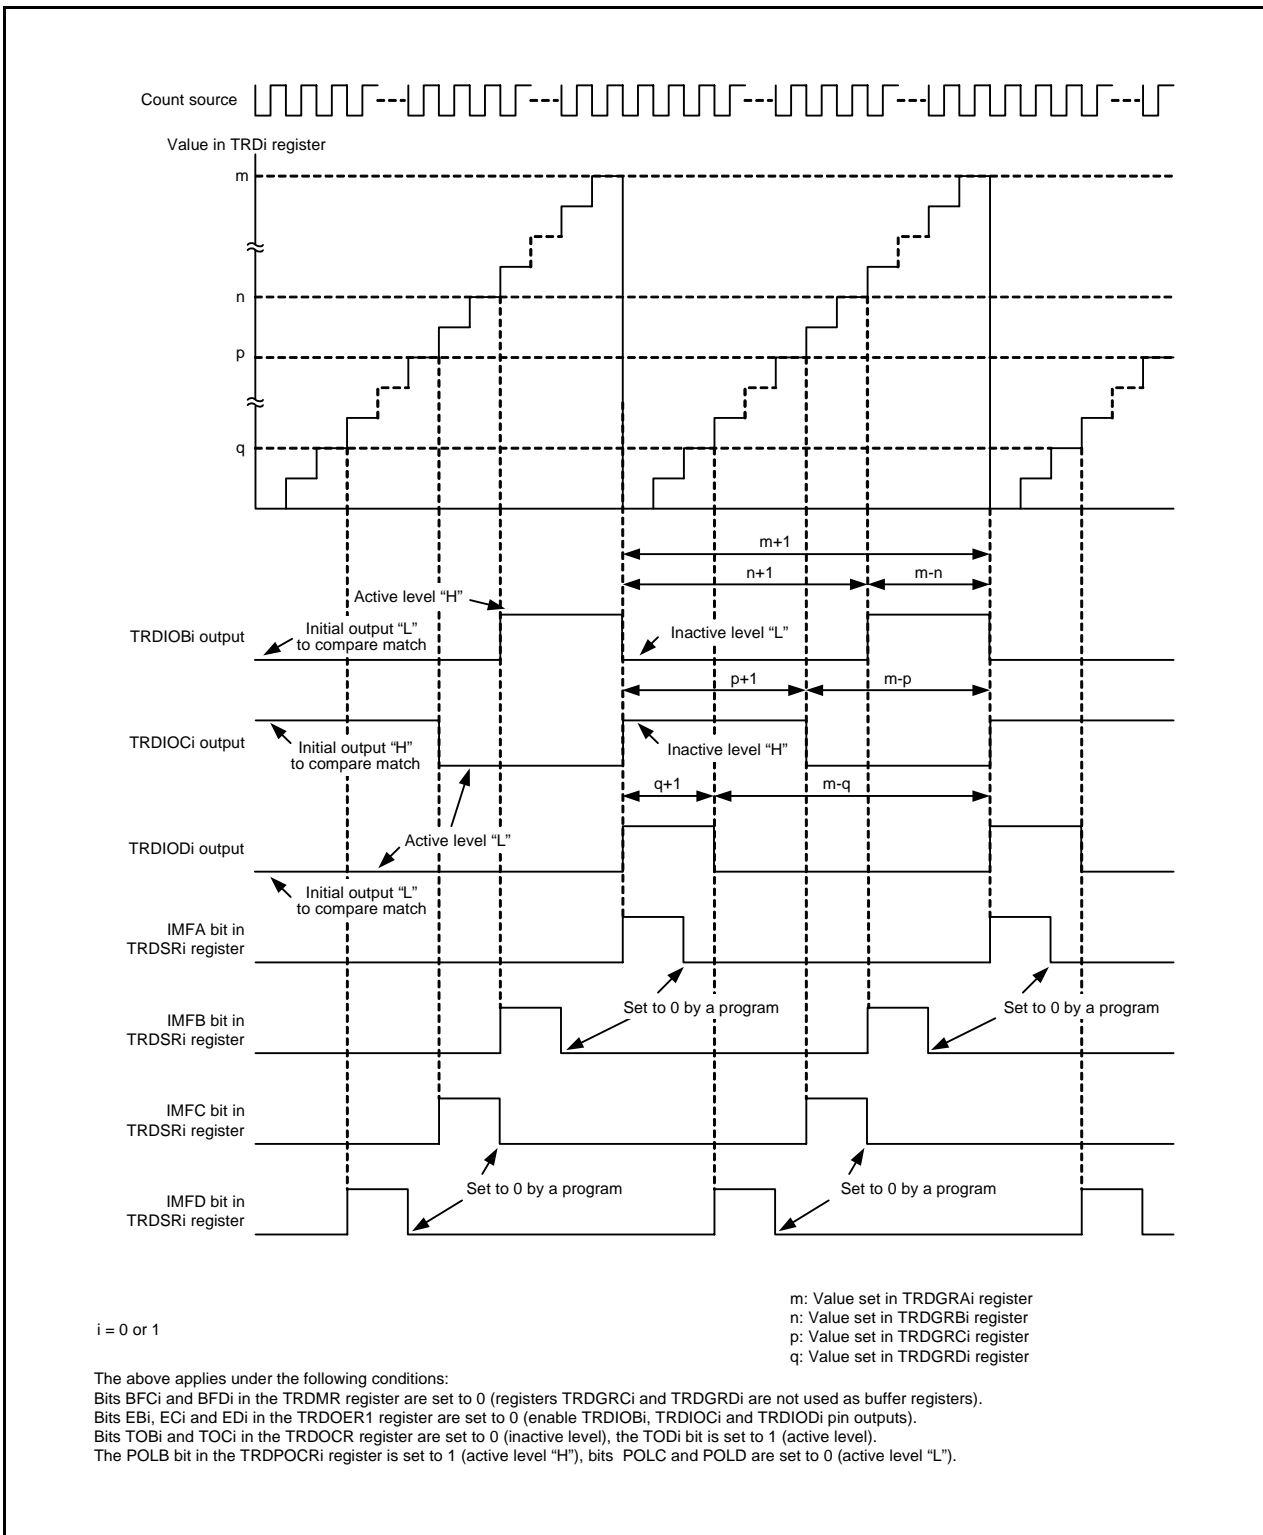 Count source
Value in TRDi register
m
n
p
q
m+1
n+1
m-n
Active level “H”
TRDIOBi output
Initial output “L”
to compare match
Inactive level “L”
p+1
m-p
TRDIOCi output
Initial output “H”
to compare match
Inactive level “H”
q+1
m-q
Active level “L”
TRDIODi output
Initial output “L”
to compare match
IMFA bit in
TRDSRi register
Set to 0 by a program
Set to 0 by a program
IMFB bit in
TRDSRi register
IMFC bit in
TRDSRi register
Set to 0 by a program
Set to 0 by a program
IMFD bit in
TRDSRi register
m: Value set in TRDGRAi register
n: Value set in TRDGRBi register
p: Value set in TRDGRCi register
q: Value set in TRDGRDi register
i = 0 or 1
The above applies under the following conditions:
Bits BFCi and BFDi in the TRDMR register are set to 0 (registers TRDGRCi and TRDGRDi are not used as buffer registers).
Bits EBi, ECi and EDi in the TRDOER1 register are set to 0 (enable TRDIOBi, TRDIOCi and TRDIODi pin outputs).
Bits TOBi and TOCi in the TRDOCR register are set to 0 (inactive level), the TODi bit is set to 1 (active level).
The POLB bit in the TRDPOCRi register is set to 1 (active level “H”), bits POLC and POLD are set to 0 (active level “L”).